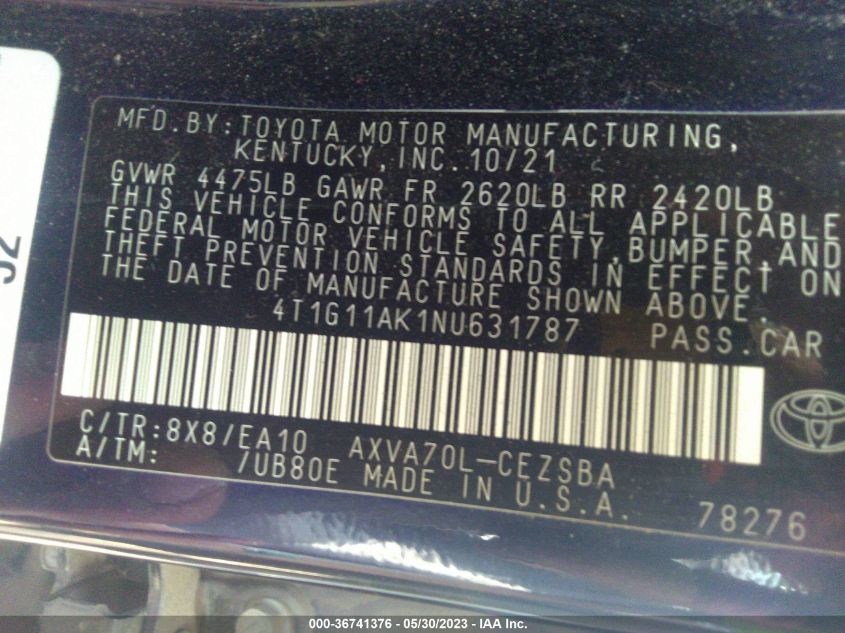 MFD.BY:TOYOTA MOTOR MANUFACTURING,
KENTUCKY,INC.10/21
GVWR 4475LB GAWR FR 2620LB RR 2420LB
THIS VEHICLE CONFORMS TO ALL APPLICABLE
FEDERAL MOTOR VEHICLE SAFETY,BUMPER,AND
THEFT PREVENTION STANDARDS IN EFFECT ON
THE DATE OF MANUFACTURE SHOWN ABOVE.
4T1G11AK1NU631787 PASS.CAR
C/TR:8X8/EA10 AXVA70L-CEZSBA
A/TM: /UB80E MADE IN U.S.A.
78276
000-36741376 — 05/30/2023 — IAA Inc.